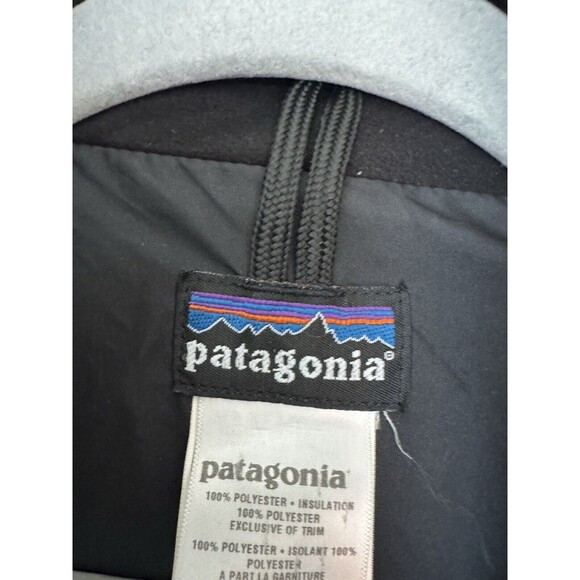 patagonia®
patagonia®
100% POLYESTER • INSULATION
100% POLYESTER
EXCLUSIVE OF TRIM
100% POLYESTER • ISOLANT 100%
POLYESTER
A PART LA GARNITURE